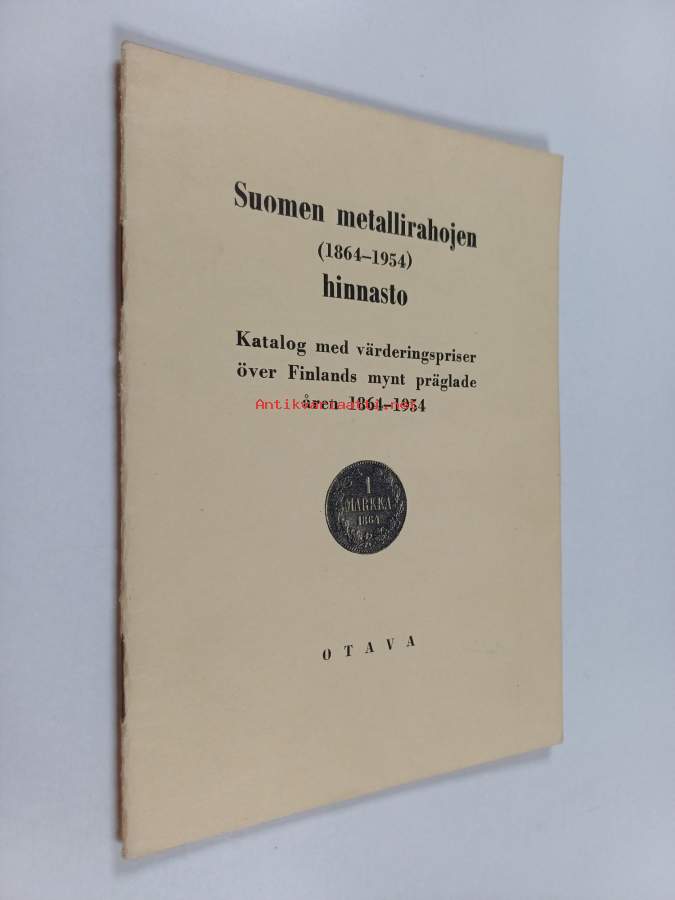 Suomen metallirahojen
(1864–1954)
hinnasto
Katalog med värderingspriser
över Finlands mynt präglade
åren 1864–1954
Antikvariaatti.net
1
MARKKA
1864
OTAVA